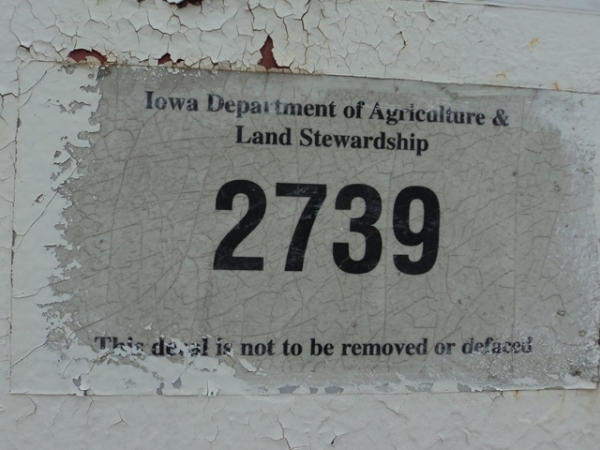 Iowa Department of Agriculture &
Land Stewardship
2739
This decal is not to be removed or defaced